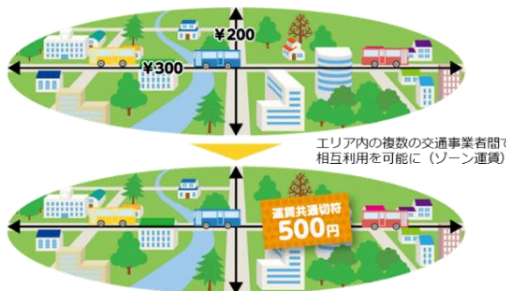 ¥200
¥300
エリア内の複数の交通事業者間で
相互利用を可能に（ゾーン運賃）
運賃共通切符
500円